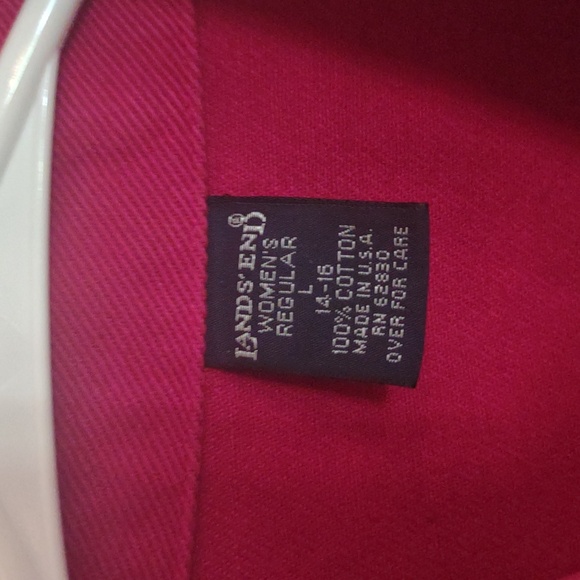 LANDS' END
WOMEN'S
REGULAR
L
14-16
100% COTTON
MADE IN U.S.A.
RN 62830
OVER FOR CARE